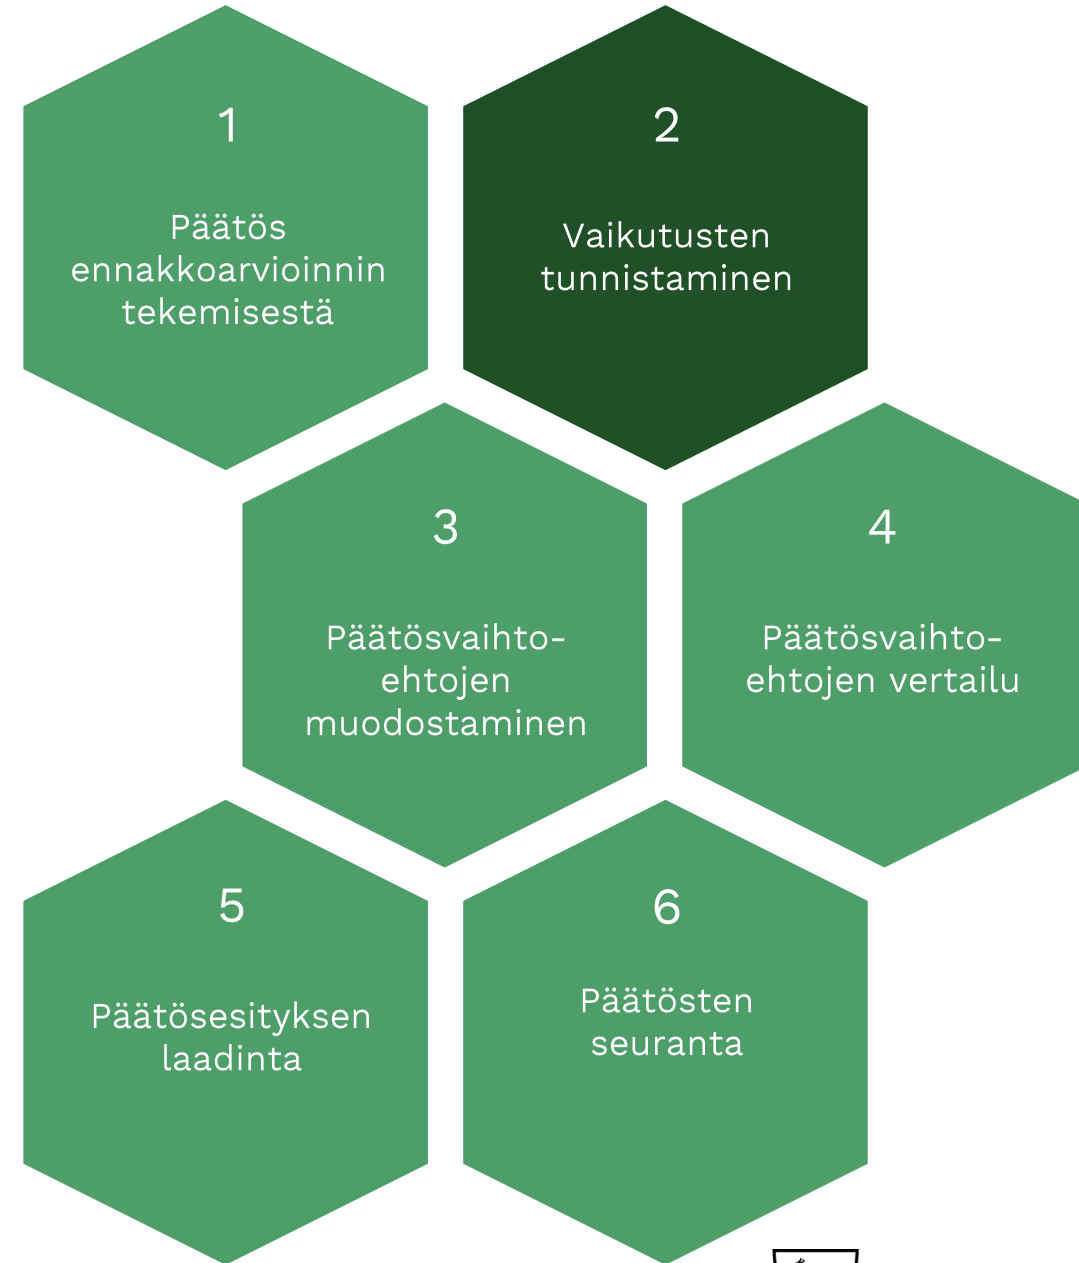 1
Päätös
ennakkoarvioinnin
tekemisestä
2
Vaikutusten
tunnistaminen
3
Päätösvaihto-
ehtojen
muodostaminen
4
Päätösvaihto-
ehtojen vertailu
5
Päätösesityksen
laadinta
6
Päätösten
seuranta